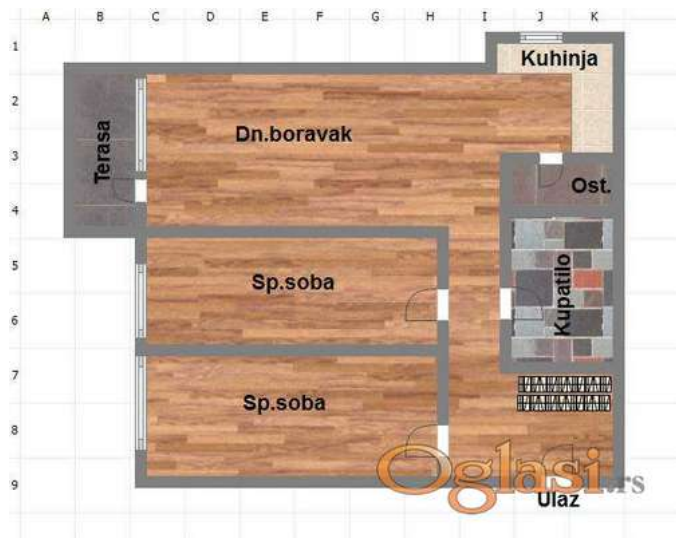 A B C D E F G H I J K
1
Kuhinja
2
Terasa
Dn.boravak
3
Ost.
4
5
Sp.soba
Kupatilo
6
7
Sp.soba
8
Oglasi.rs
9
Ulaz